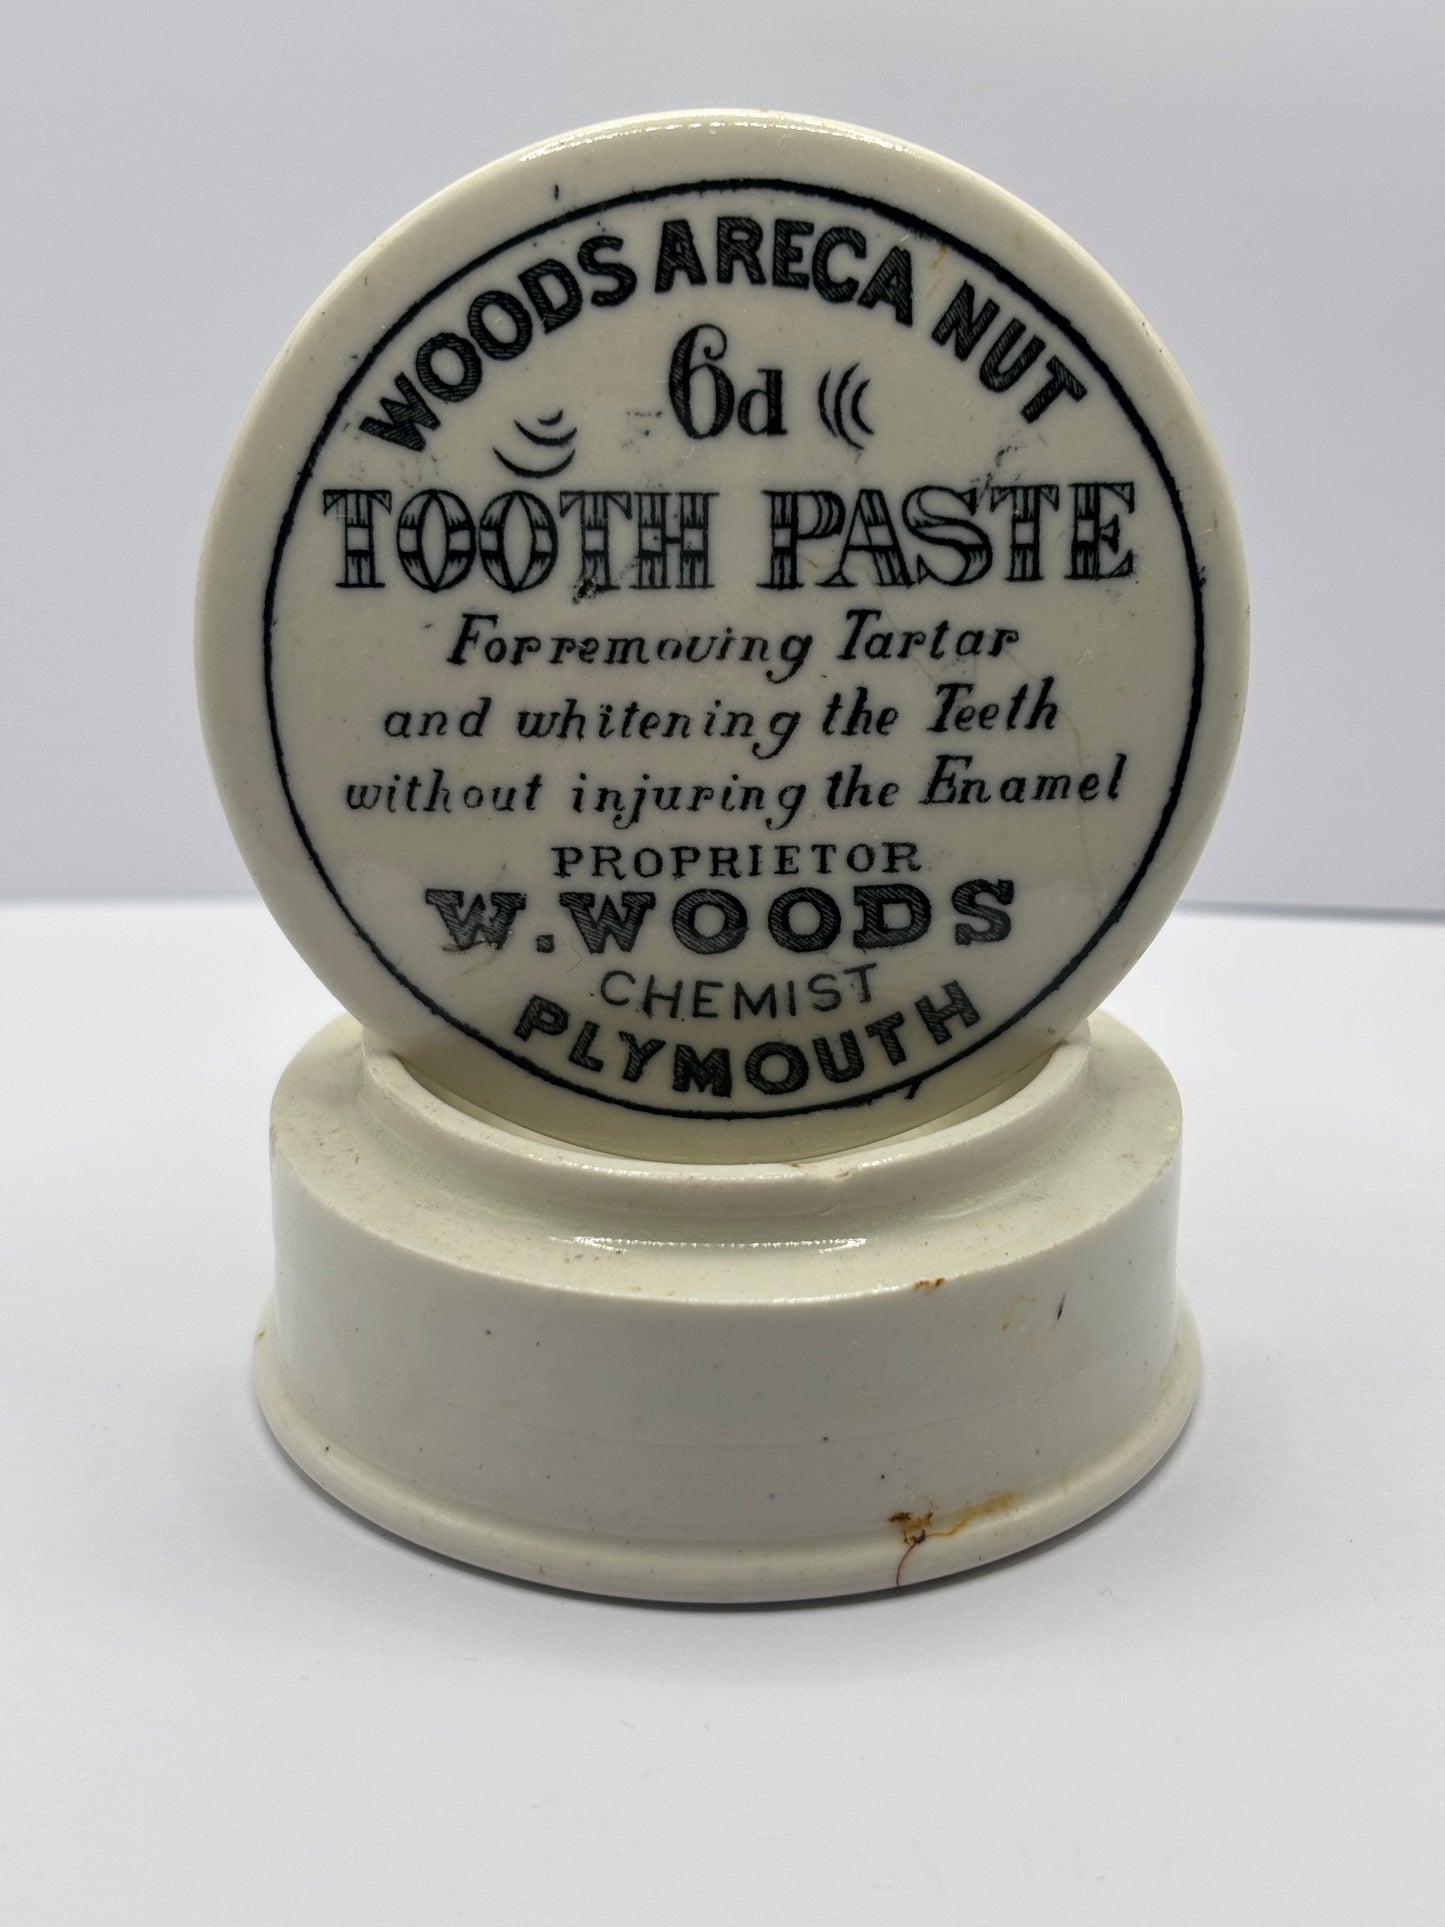 WOODS ARECA NUT
6d
TOOTH PASTE
For removing Tartar
and whitening the Teeth
without injuring the Enamel
PROPRIETOR
W. WOODS
CHEMIST
PLYMOUTH